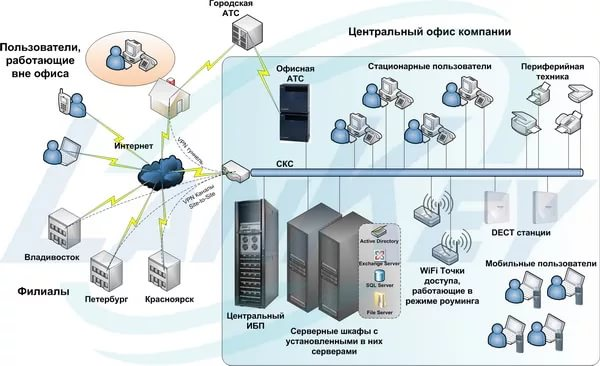 Городская
АТС
Центральный офис компании
Пользователи,
работающие
вне офиса
Офисная
АТС
Стационарные пользователи
Периферийная
техника
Интернет
VPN туннель
СКС
VPN Каналы
Site-to-Site
Active Directory
Exchange Server
SQL Server
File Server
DECT станции
WiFi Точки
доступа,
работающие в
режиме роуминга
Мобильные пользователи
Владивосток
Филиалы
Петербург
Красноярск
Центральный
ИБП
Серверные шкафы с
установленными в них
серверами